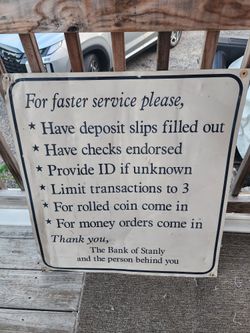 For faster service please,
★ Have deposit slips filled out
★ Have checks endorsed
★ Provide ID if unknown
★ Limit transactions to 3
★ For rolled coin come in
★ For money orders come in
Thank you,
The Bank of Stanly
and the person behind you